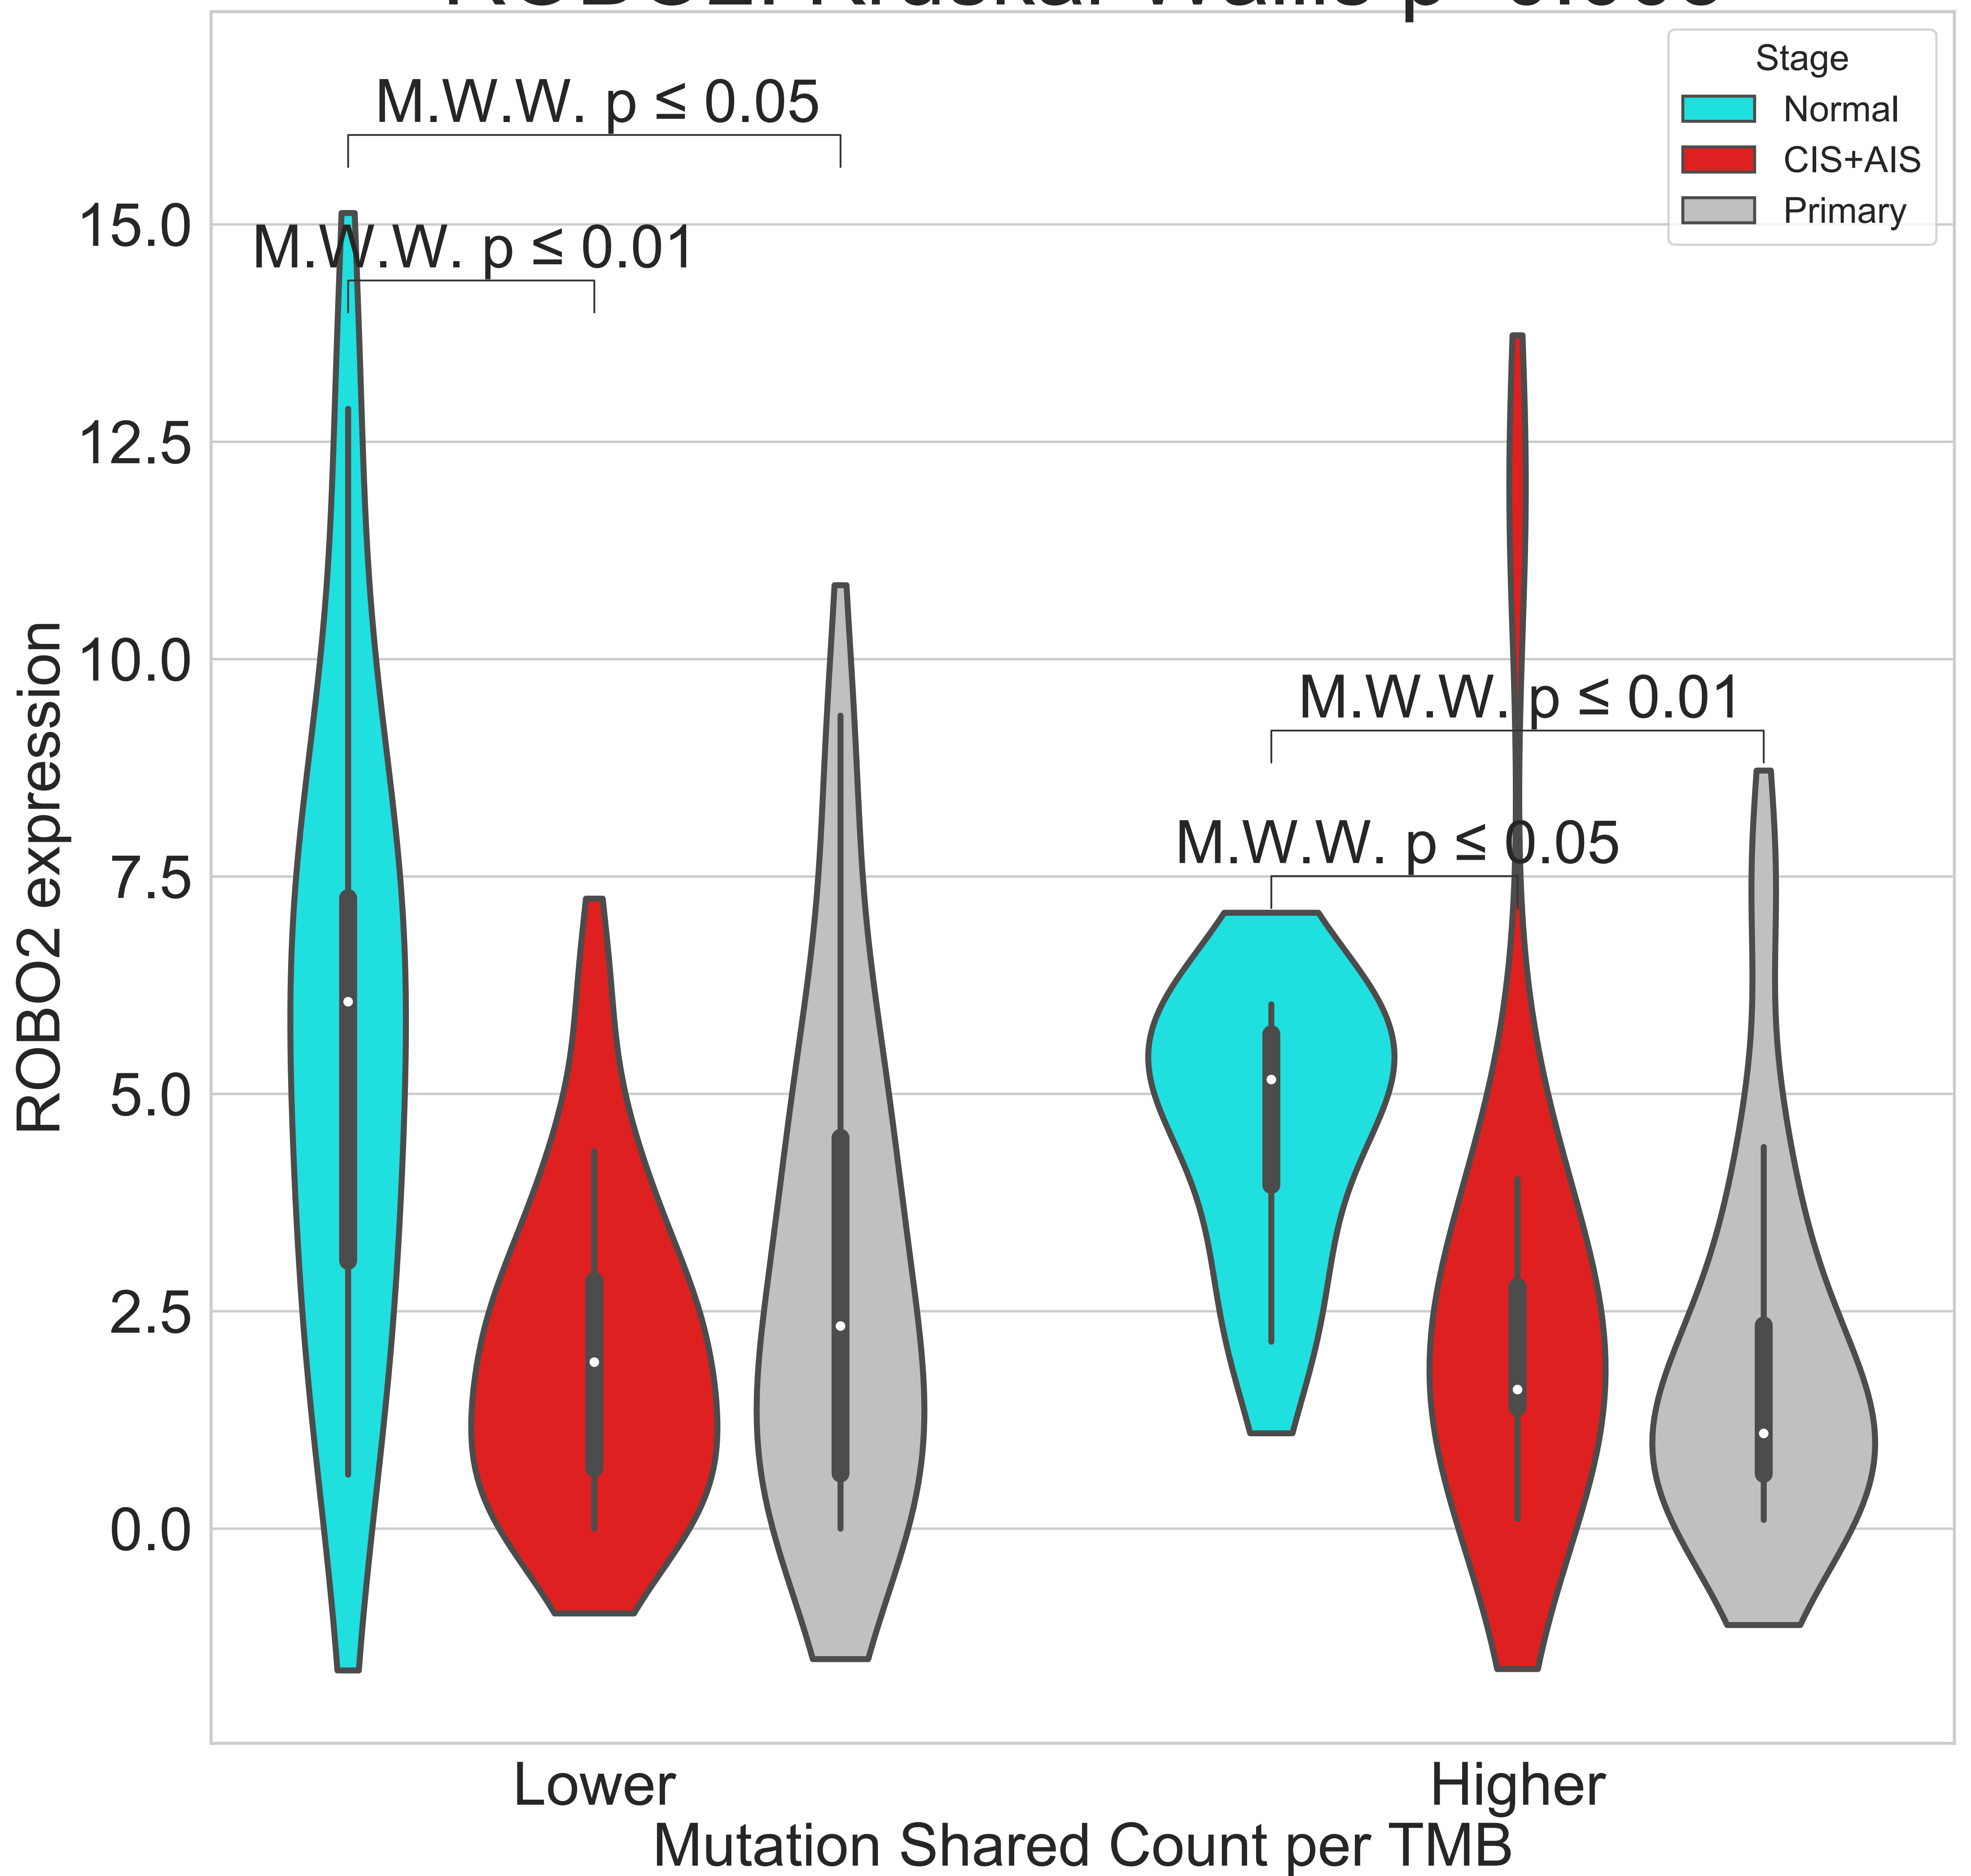 Stage
Normal
CIS+AIS
Primary
M.W.W. p ≤ 0.05
M.W.W. p ≤ 0.01
M.W.W. p ≤ 0.01
M.W.W. p ≤ 0.05
15.0
12.5
10.0
7.5
5.0
2.5
0.0
ROBO2 expression
Lower
Higher
Mutation Shared Count per TMB